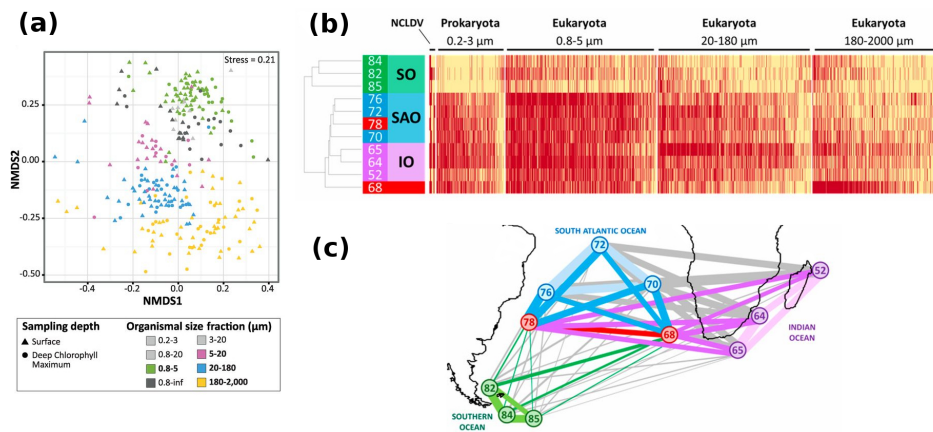 (a)
Stress = 0.21
NMDS2
0.25
0.00
-0.25
-0.50
-0.4
-0.2
0.0
0.2
0.4
NMDS1
Sampling depth
Surface
Deep Chlorophyll
Maximum
Organismal size fraction (µm)
0.2-3
3-20
0.8-20
5-20
0.8-5
20-180
0.8-inf
180-2,000
(b)
NCLDV
Prokaryota
Eukaryota
Eukaryota
Eukaryota
0.2-3 µm
0.8-5 µm
20-180 µm
180-2000 µm
84
82
85
SO
76
72
78
70
SAO
65
64
52
IO
68
(c)
SOUTH ATLANTIC OCEAN
72
52
76
70
78
64
68
65
INDIAN
OCEAN
82
84
85
SOUTHERN
OCEAN